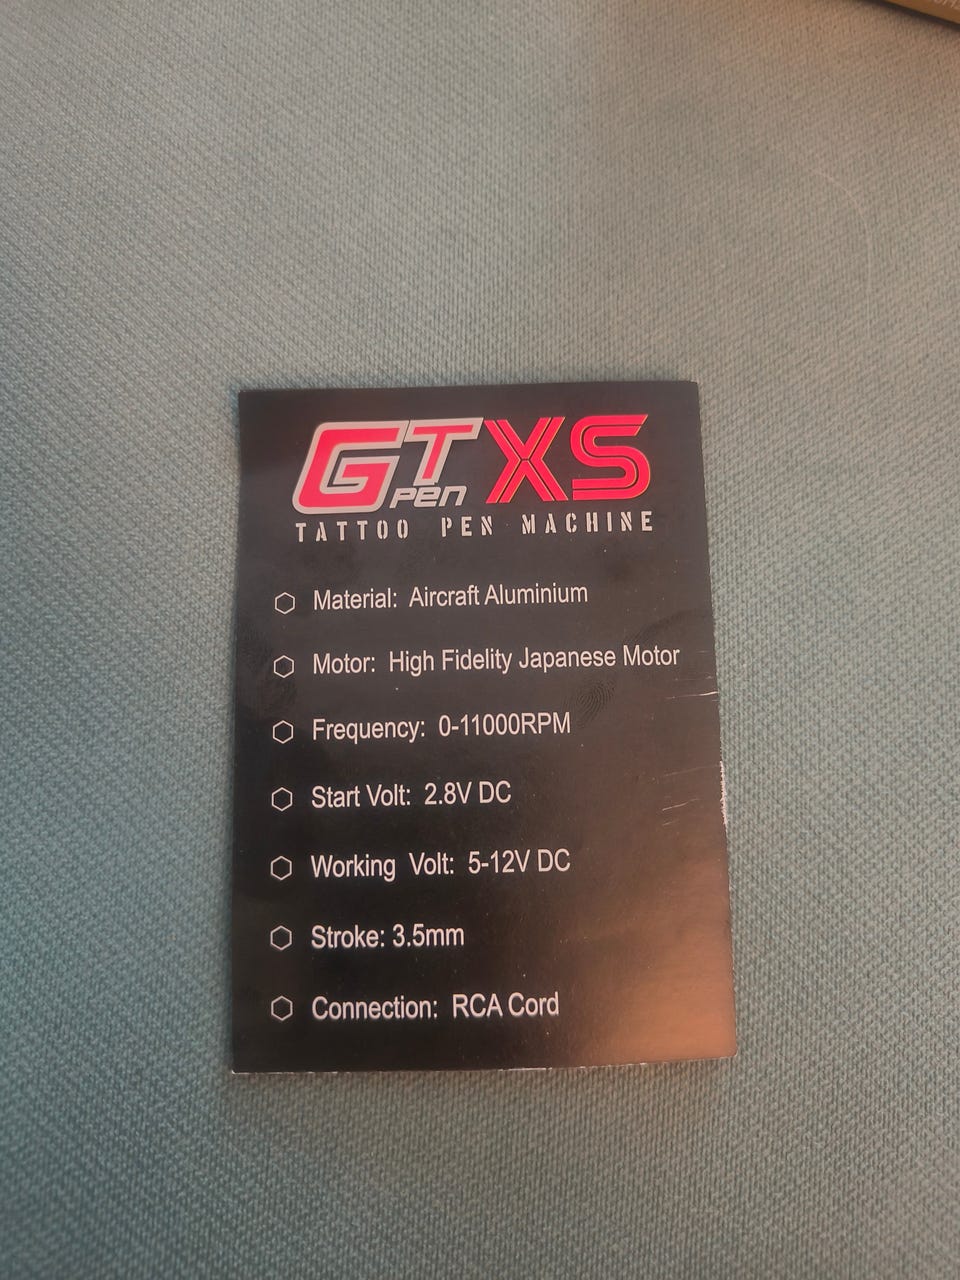 GT Pen XS
TATTOO PEN MACHINE
Material: Aircraft Aluminium
Motor: High Fidelity Japanese Motor
Frequency: 0-11000RPM
Start Volt: 2.8V DC
Working Volt: 5-12V DC
Stroke: 3.5mm
Connection: RCA Cord